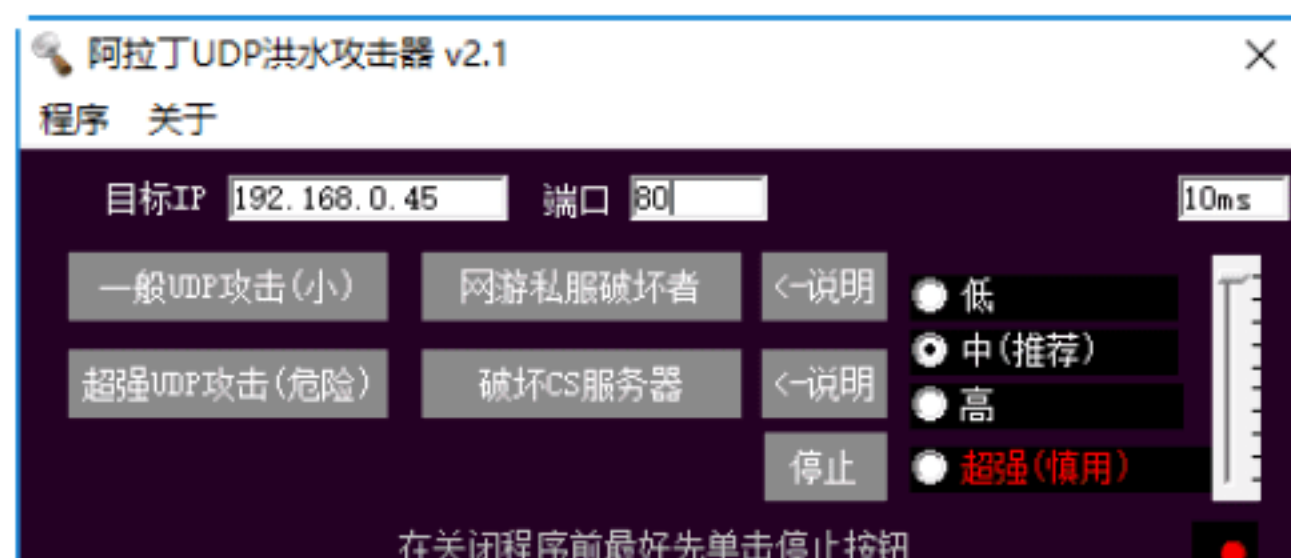 阿拉丁UDP洪水攻击器 v2.1
程序 关于
目标IP 192.168.0.45 端口 80 10ms
一般UDP攻击(小) 网游私服破坏者 <-说明 低
中(推荐)
超强UDP攻击(危险) 破坏CS服务器 <-说明 高
停止 超强(慎用)
在关闭程序前最好先单击停止按钮